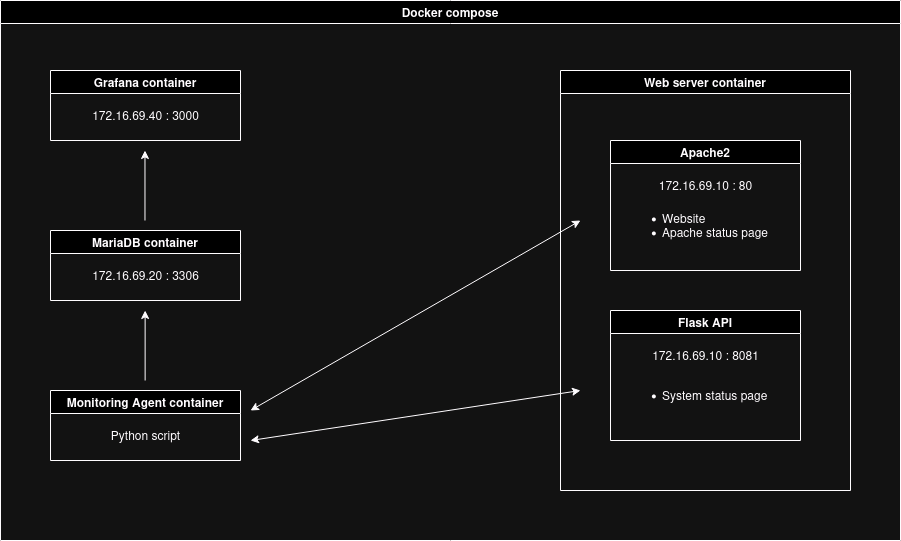 Docker compose
Grafana container
172.16.69.40 : 3000
MariaDB container
172.16.69.20 : 3306
Monitoring Agent container
Python script
Web server container
Apache2
172.16.69.10 : 80
• Website
• Apache status page
Flask API
172.16.69.10 : 8081
• System status page